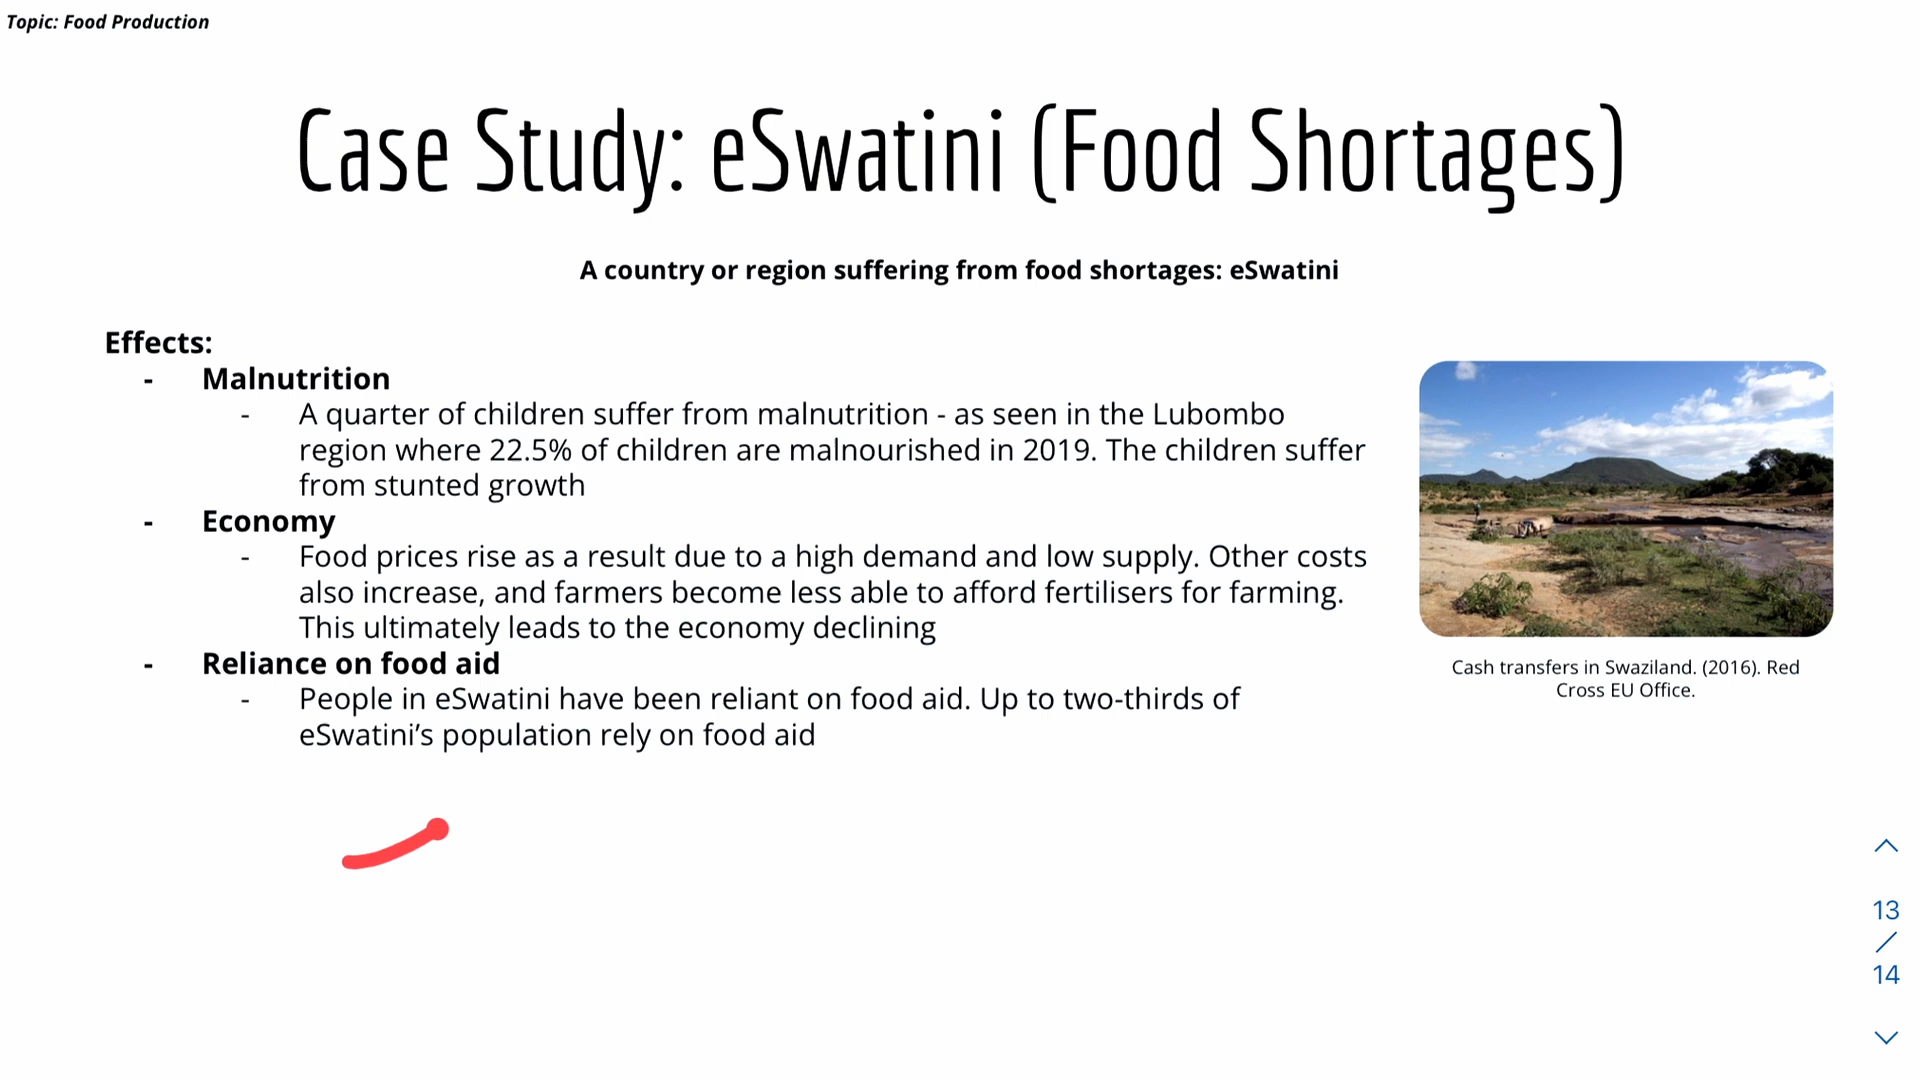 Topic: Food Production
Case Study: eSwatini (Food Shortages)
A country or region suffering from food shortages: eSwatini
Effects:
- Malnutrition
- A quarter of children suffer from malnutrition - as seen in the Lubombo
region where 22.5% of children are malnourished in 2019. The children suffer
from stunted growth
- Economy
- Food prices rise as a result due to a high demand and low supply. Other costs
also increase, and farmers become less able to afford fertilisers for farming.
This ultimately leads to the economy declining
- Reliance on food aid
- People in eSwatini have been reliant on food aid. Up to two-thirds of
eSwatini’s population rely on food aid
Cash transfers in Swaziland. (2016). Red
Cross EU Office.
13
/
14